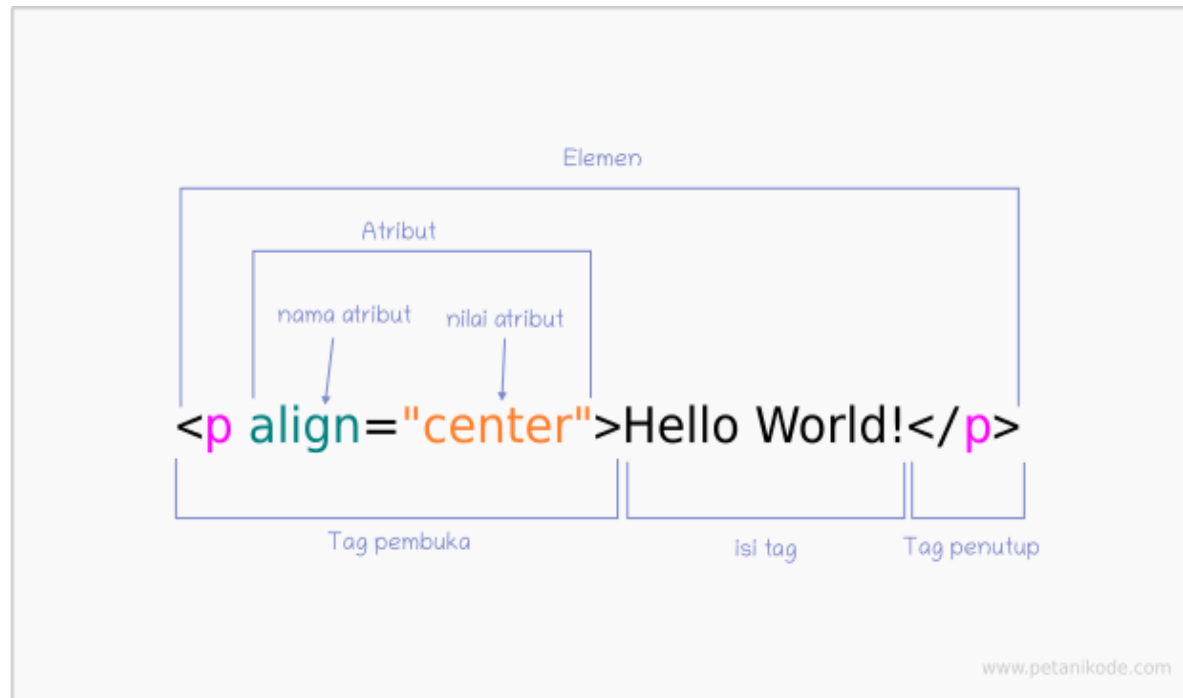 Elemen
Atribut
nama atribut nilai atribut
<p align="center">Hello World!</p>
Tag pembuka isi tag Tag penutup
www.petanikode.com